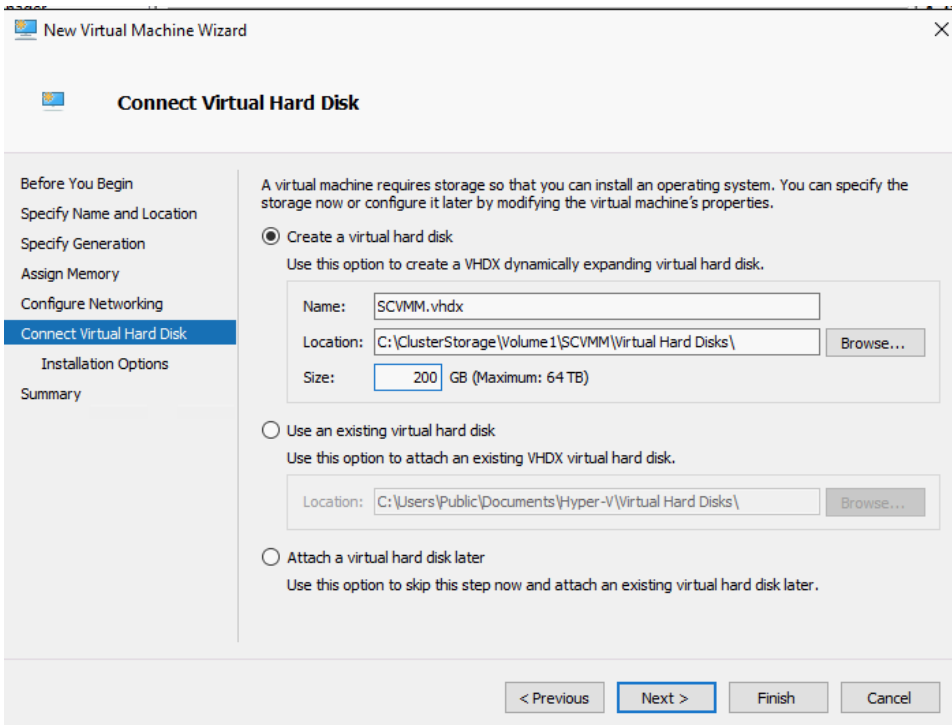 New Virtual Machine Wizard
Connect Virtual Hard Disk
Before You Begin
Specify Name and Location
Specify Generation
Assign Memory
Configure Networking
Connect Virtual Hard Disk
Installation Options
Summary
A virtual machine requires storage so that you can install an operating system. You can specify the
storage now or configure it later by modifying the virtual machine's properties.
Create a virtual hard disk
Use this option to create a VHDX dynamically expanding virtual hard disk.
Name: SCVMM.vhdx
Location: C:\ClusterStorage\Volume1\SCVMM\Virtual Hard Disks\ Browse...
Size: 200 GB (Maximum: 64 TB)
Use an existing virtual hard disk
Use this option to attach an existing VHDX virtual hard disk.
Location: C:\Users\Public\Documents\Hyper-V\Virtual Hard Disks\ Browse...
Attach a virtual hard disk later
Use this option to skip this step now and attach an existing virtual hard disk later.
< Previous Next > Finish Cancel